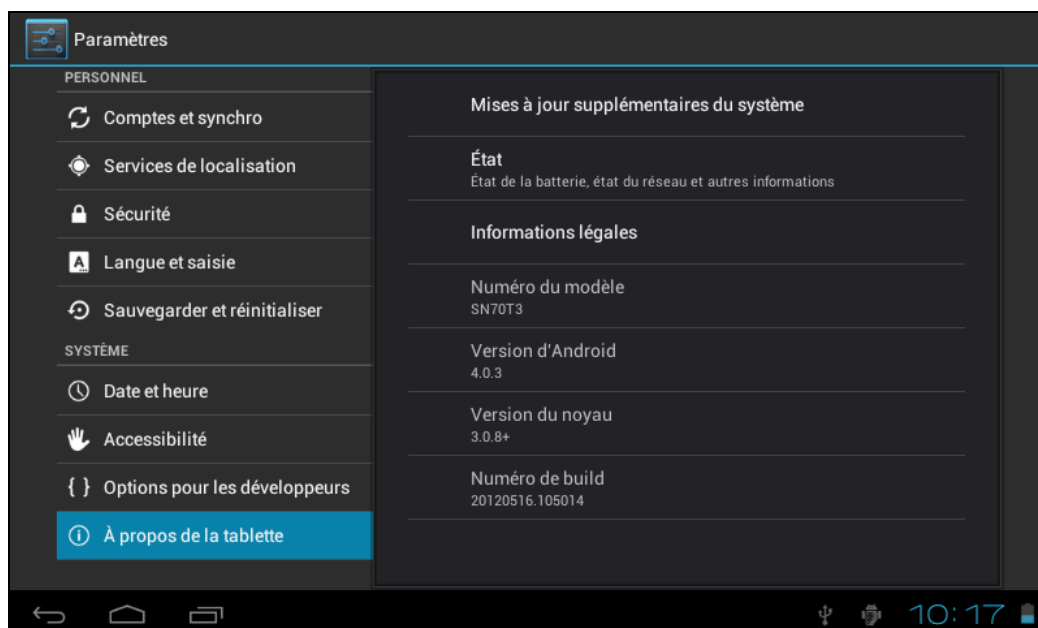 Paramètres
PERSONNEL
Comptes et synchro
Services de localisation
Sécurité
Langue et saisie
Sauvegarder et réinitialiser
SYSTÈME
Date et heure
Accessibilité
{ } Options pour les développeurs
À propos de la tablette
Mises à jour supplémentaires du système
État
État de la batterie, état du réseau et autres informations
Informations légales
Numéro du modèle
SN70T3
Version d'Android
4.0.3
Version du noyau
3.0.8+
Numéro de build
20120516.105014
10:17